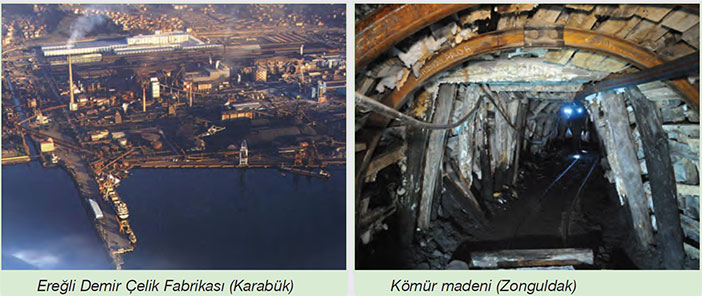 Ereğli Demir Çelik Fabrikası (Karabük)
Kömür madeni (Zonguldak)